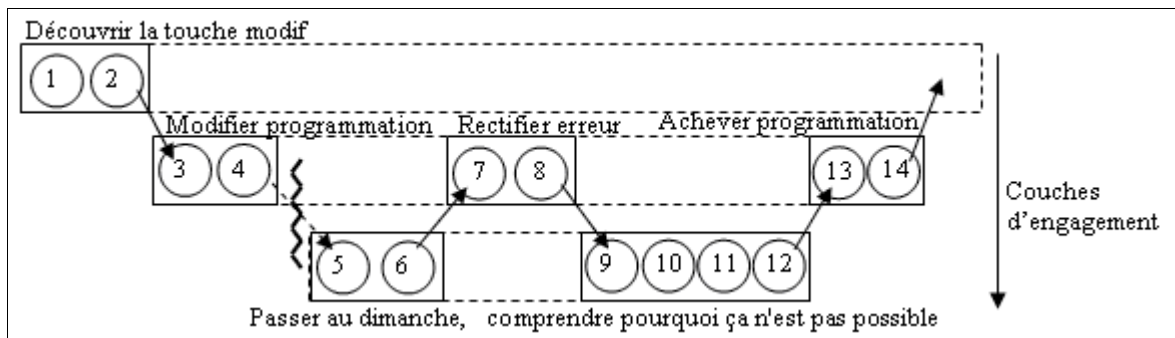 Découvrir la touche modif
1 2
Modifier programmation Rectifier erreur Achever programmation
3 4 7 8 13 14
Couches
d'engagement
5 6 9 10 11 12
Passer au dimanche, comprendre pourquoi ça n'est pas possible